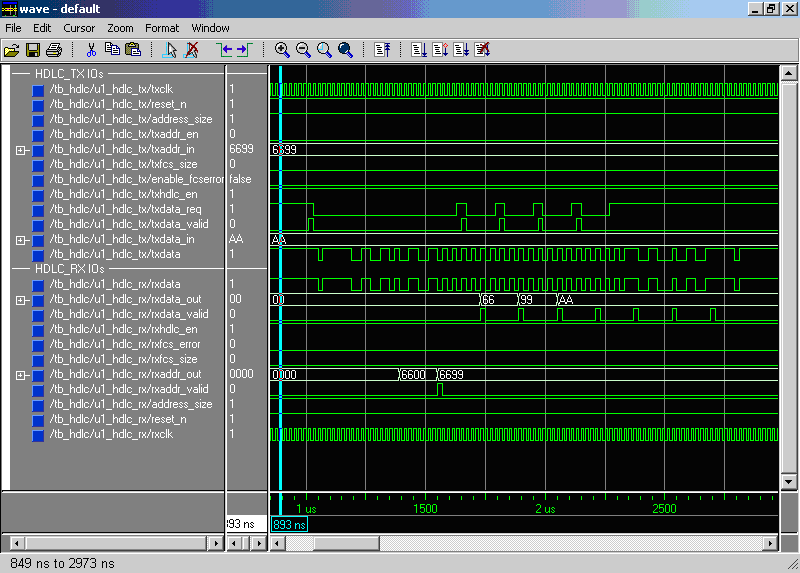 wave - default
File Edit Cursor Zoom Format Window
HDLC_TX IOs
/tb_hdlc/u1_hdlc_tx/txclk 1
/tb_hdlc/u1_hdlc_tx/reset_n 1
/tb_hdlc/u1_hdlc_tx/address_size 1
/tb_hdlc/u1_hdlc_tx/txaddr_en 0
/tb_hdlc/u1_hdlc_tx/txaddr_in 6699 6699
/tb_hdlc/u1_hdlc_tx/txfcs_size 0
/tb_hdlc/u1_hdlc_tx/enable_fcserror false
/tb_hdlc/u1_hdlc_tx/txhdlc_en 1
/tb_hdlc/u1_hdlc_tx/txdata_req 1
/tb_hdlc/u1_hdlc_tx/txdata_valid 0
/tb_hdlc/u1_hdlc_tx/txdata_in AA AA
/tb_hdlc/u1_hdlc_tx/txdata 1
HDLC_RX IOs
/tb_hdlc/u1_hdlc_rx/rxdata 1
/tb_hdlc/u1_hdlc_rx/rxdata_out 00 00 66 99 AA
/tb_hdlc/u1_hdlc_rx/rxdata_valid 0
/tb_hdlc/u1_hdlc_rx/rxhdlc_en 1
/tb_hdlc/u1_hdlc_rx/rxfcs_error 0
/tb_hdlc/u1_hdlc_rx/rxfcs_size 0
/tb_hdlc/u1_hdlc_rx/rxaddr_out 0000 0000 6600 6699
/tb_hdlc/u1_hdlc_rx/rxaddr_valid 0
/tb_hdlc/u1_hdlc_rx/address_size 1
/tb_hdlc/u1_hdlc_rx/reset_n 1
/tb_hdlc/u1_hdlc_rx/rxclk 1
1 us 1500 2 us 2500
893 ns 893 ns
849 ns to 2973 ns